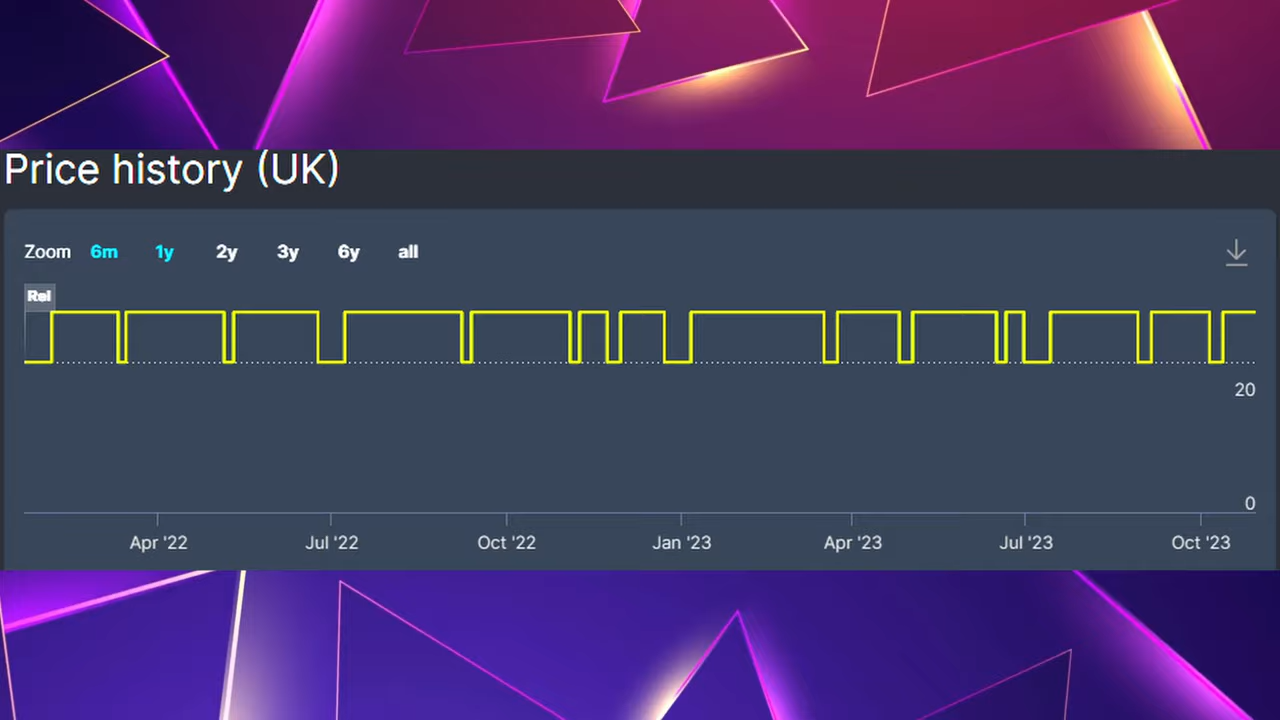 Price history (UK)
Zoom 6m 1y 2y 3y 6y all
Rel
20
0
Apr '22 Jul '22 Oct '22 Jan '23 Apr '23 Jul '23 Oct '23